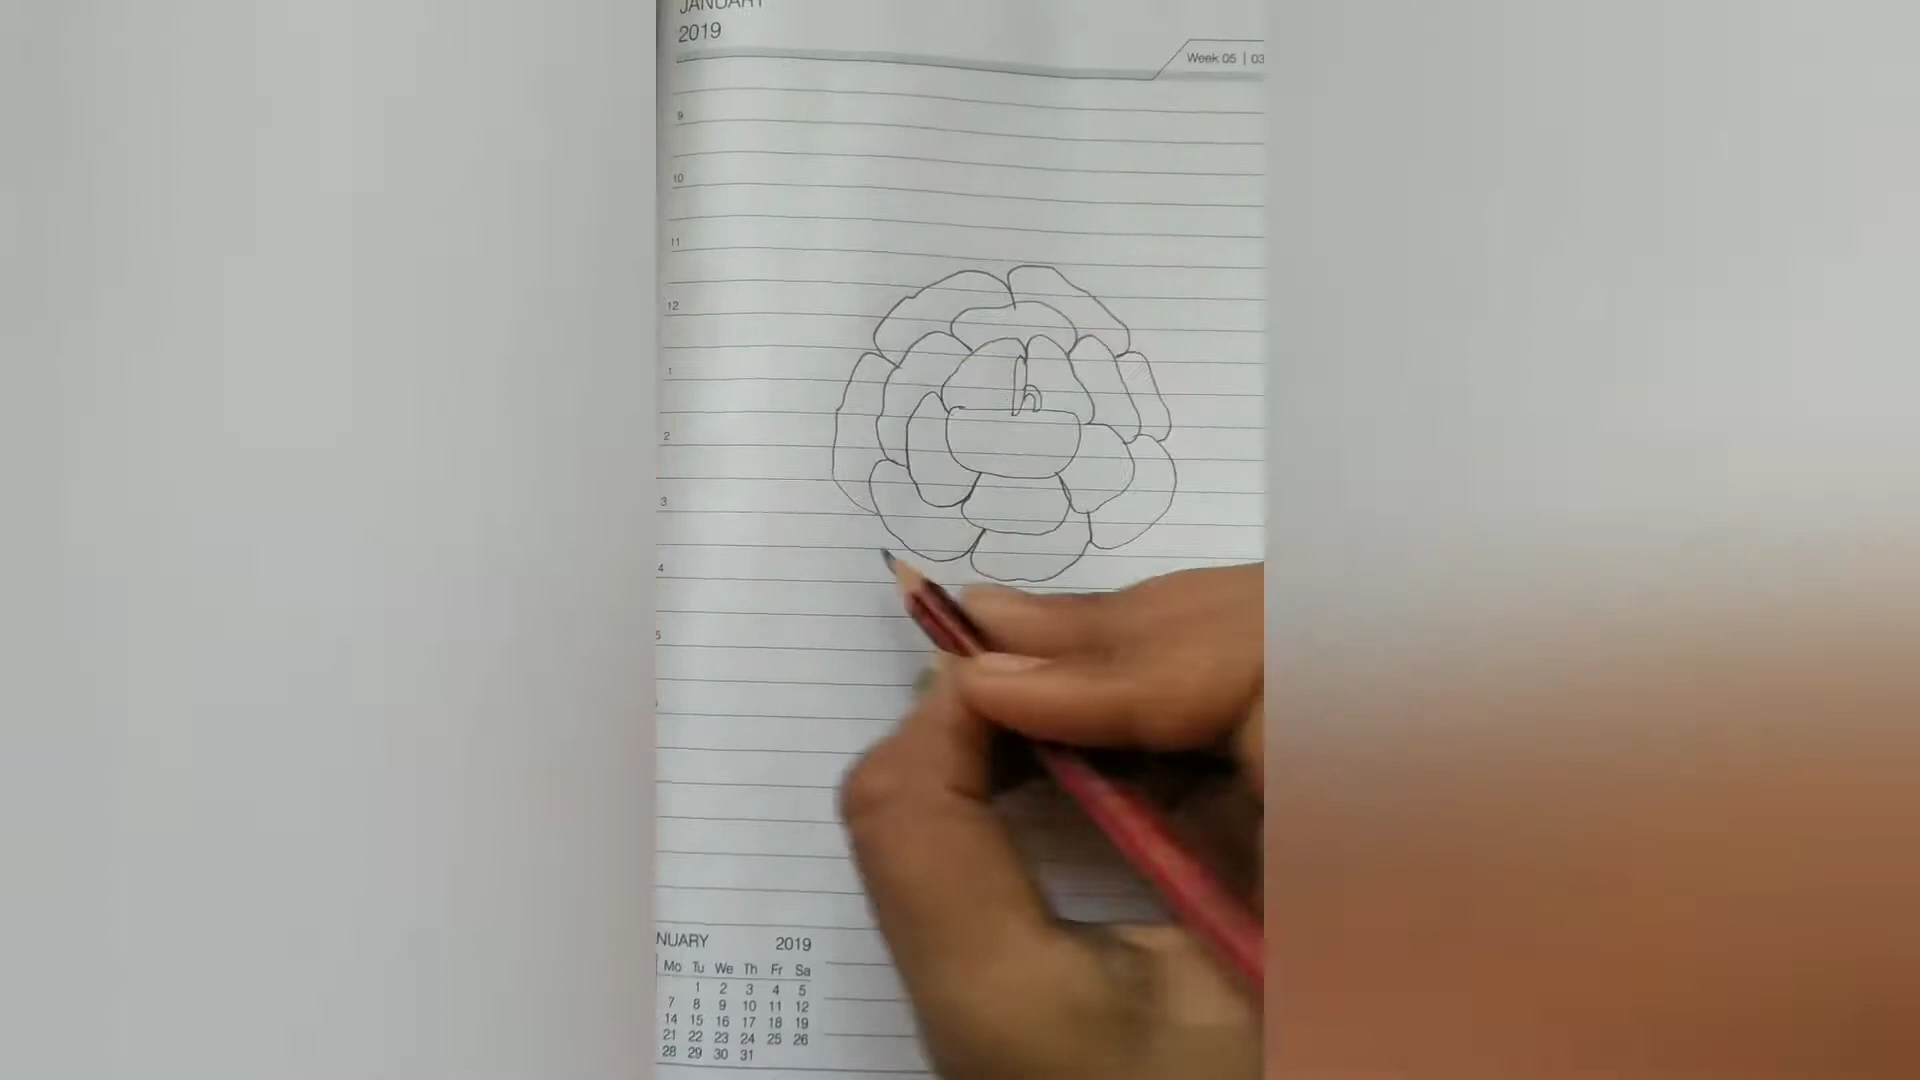 JANUARY
2019
Week 05 | 03
9
10
11
12
1
h
2
3
4
5
NUARY 2019
Mo Tu We Th Fr Sa
1 2 3 4 5
7 8 9 10 11 12
14 15 16 17 18 19
21 22 23 24 25 26
28 29 30 31